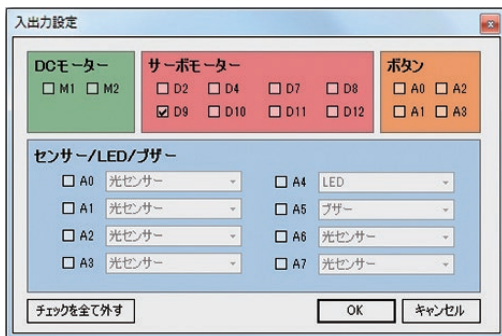 入出力設定
DCモーター
M1 M2
サーボモーター
D2 D4 D7 D8
D9 D10 D11 D12
ボタン
A0 A2
A1 A3
センサー/LED/ブザー
A0 光センサー
A1 光センサー
A2 光センサー
A3 光センサー
A4 LED
A5 ブザー
A6 光センサー
A7 光センサー
チェックを全て外す
OK
キャンセル